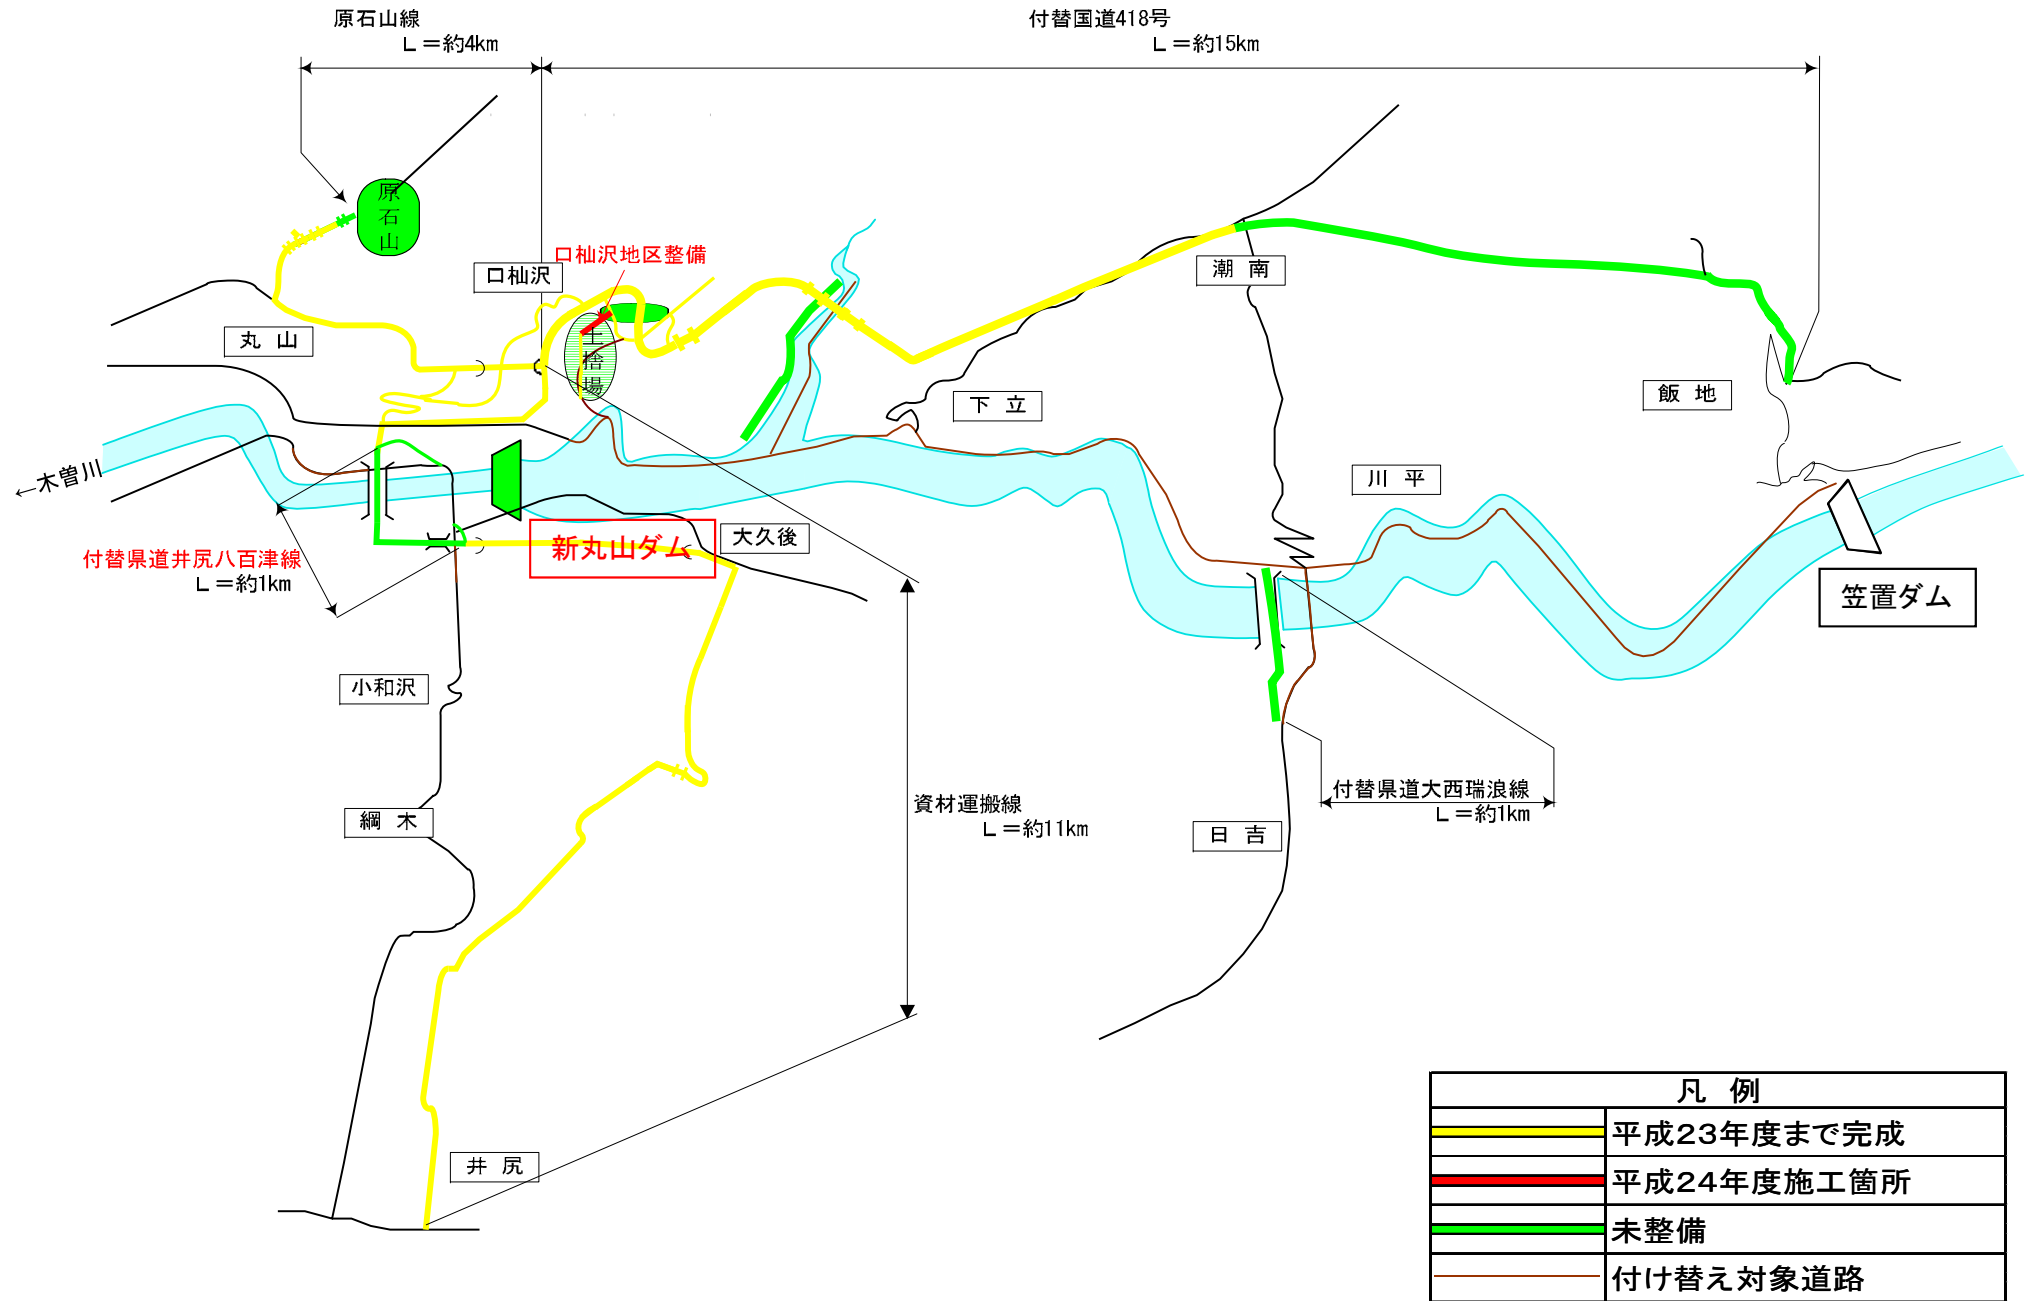 原石山線
L=約4km
付替国道418号
L=約15km
原石山
口杣沢地区整備
口杣沢
潮南
丸山
土捨場
飯地
下立
←木曽川
川平
新丸山ダム
大久後
付替県道井尻八百津線
L=約1km
笠置ダム
小和沢
付替県道大西瑞浪線
L=約1km
資材運搬線
L=約11km
綱木
日吉
井尻
凡例
平成23年度まで完成
平成24年度施工箇所
未整備
付け替え対象道路